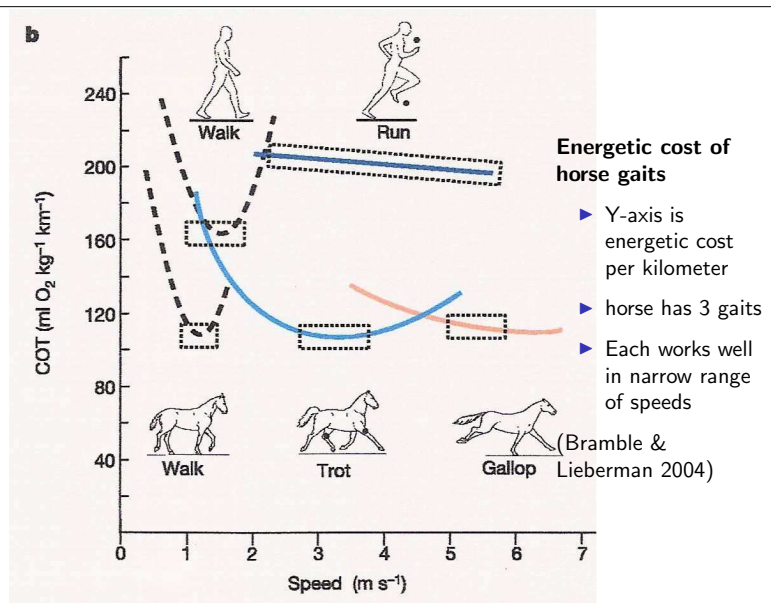 b
240
200
160
120
80
40
0
COT (ml O₂ kg⁻¹ km⁻¹)
Walk
Run
Walk
Trot
Gallop
0 1 2 3 4 5 6 7
Speed (m s⁻¹)
Energetic cost of
horse gaits
▶ Y-axis is
energetic cost
per kilometer
▶ horse has 3 gaits
▶ Each works well
in narrow range
of speeds
(Bramble &
Lieberman 2004)